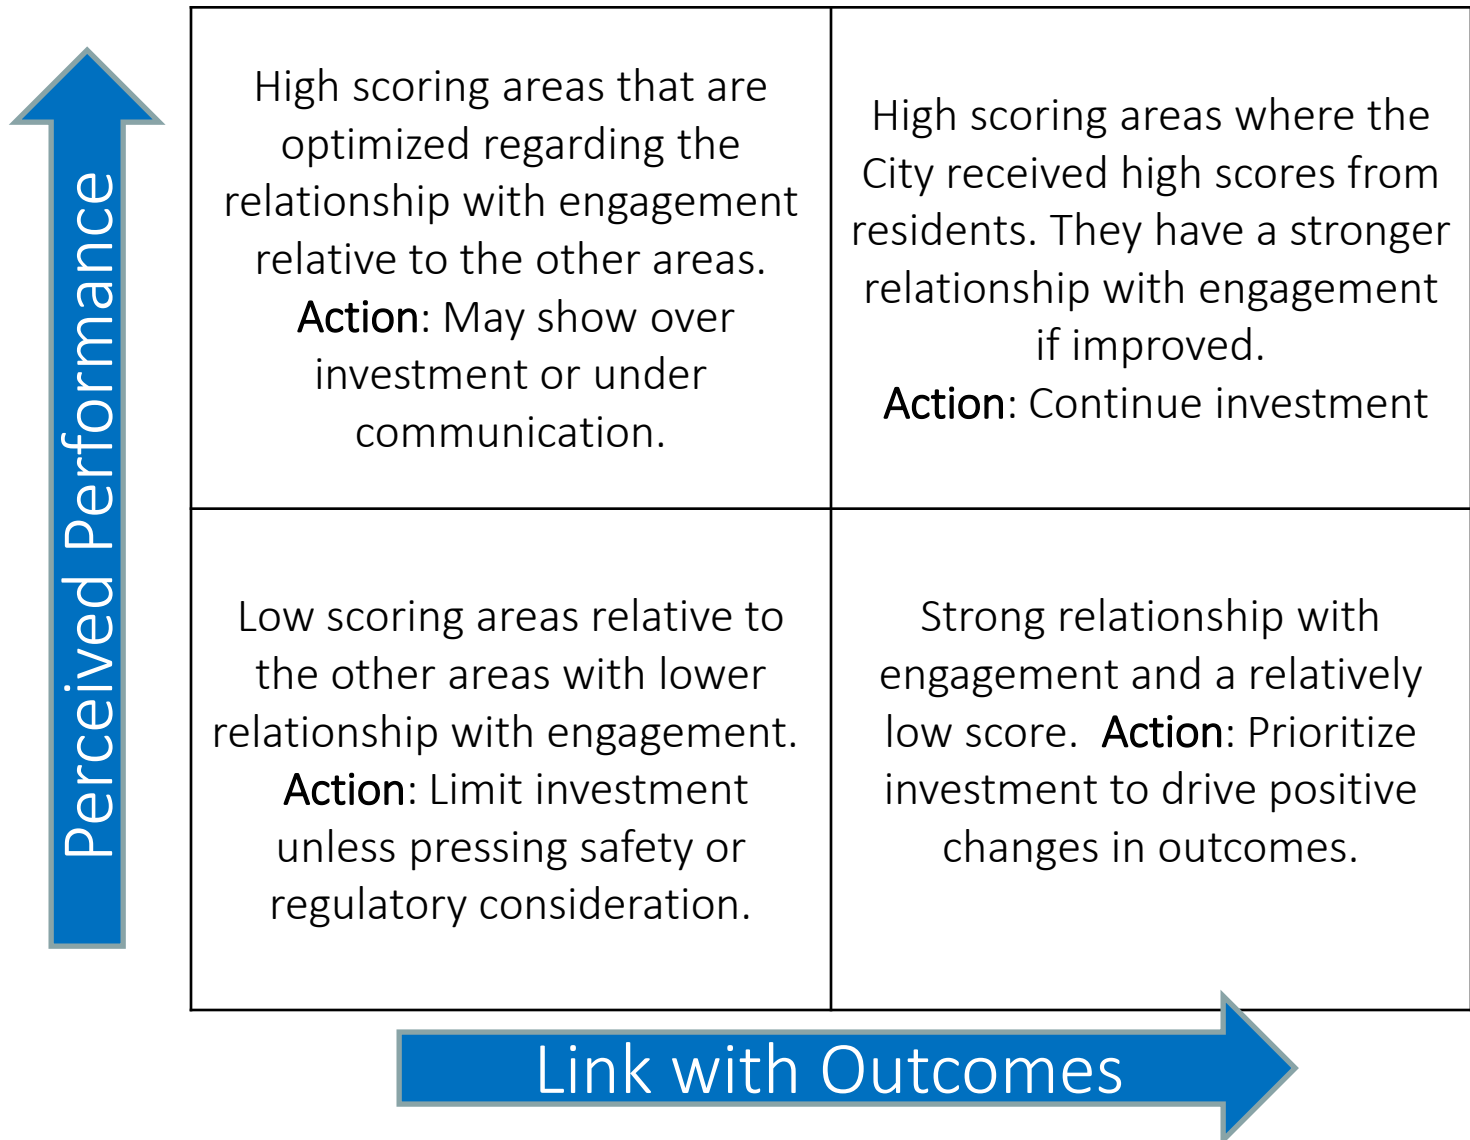 Perceived Performance
High scoring areas that are
optimized regarding the
relationship with engagement
relative to the other areas.
Action: May show over
investment or under
communication.
High scoring areas where the
City received high scores from
residents. They have a stronger
relationship with engagement
if improved.
Action: Continue investment
Low scoring areas relative to
the other areas with lower
relationship with engagement.
Action: Limit investment
unless pressing safety or
regulatory consideration.
Strong relationship with
engagement and a relatively
low score.  Action: Prioritize
investment to drive positive
changes in outcomes.
Link with Outcomes